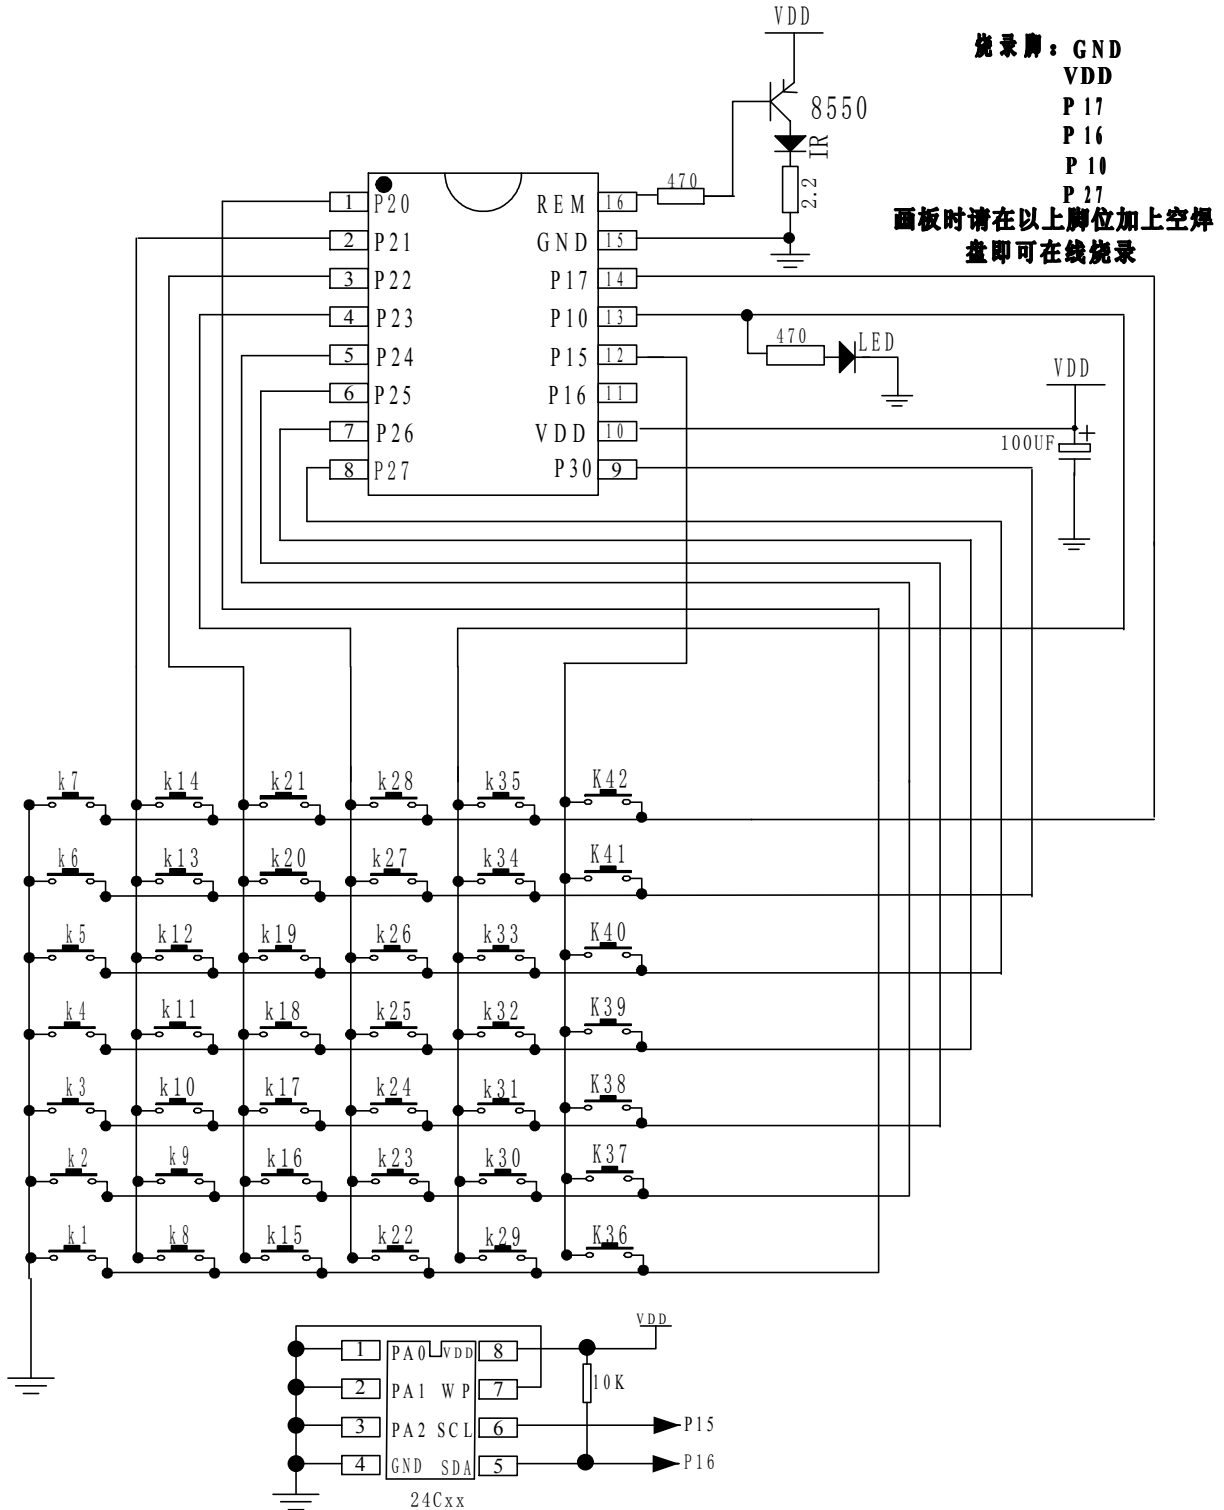 VDD
烧录脚：GND
VDD
P17
P16
P10
P27
画板时请在以上脚位加上空焊
盘即可在线烧录
8550
IR
2.2
470
1 P20 REM 16
2 P21 GND 15
3 P22 P17 14
4 P23 P10 13
5 P24 P15 12
6 P25 P16 11
7 P26 VDD 10
8 P27 P30 9
470 LED
VDD
100UF +
k7 k14 k21 k28 k35 K42
k6 k13 k20 k27 k34 K41
k5 k12 k19 k26 k33 K40
k4 k11 k18 k25 k32 K39
k3 k10 k17 k24 k31 K38
k2 k9 k16 k23 k30 K37
k1 k8 k15 k22 k29 K36
VDD
1 PA0 VDD 8
10K
2 PA1 WP 7
3 PA2 SCL 6 P15
4 GND SDA 5 P16
24Cxx